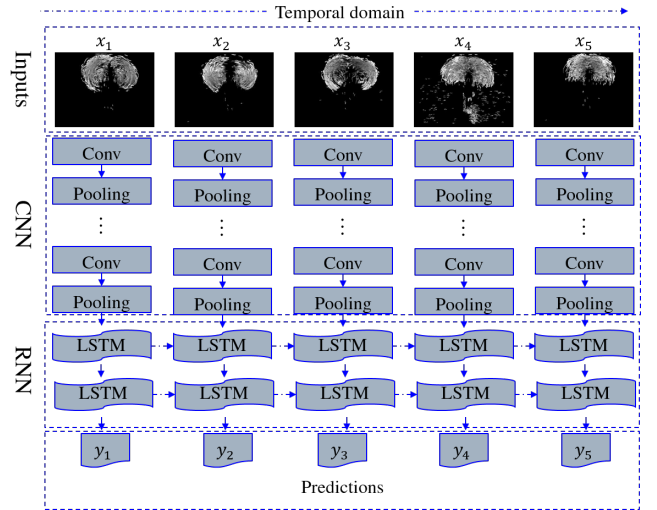 Temporal domain
Inputs
x₁ x₂ x₃ x₄ x₅
CNN
Conv Conv Conv Conv Conv
Pooling Pooling Pooling Pooling Pooling
⋮ ⋮ ⋮ ⋮ ⋮
Conv Conv Conv Conv Conv
Pooling Pooling Pooling Pooling Pooling
RNN
LSTM LSTM LSTM LSTM LSTM
LSTM LSTM LSTM LSTM LSTM
y₁ y₂ y₃ y₄ y₅
Predictions